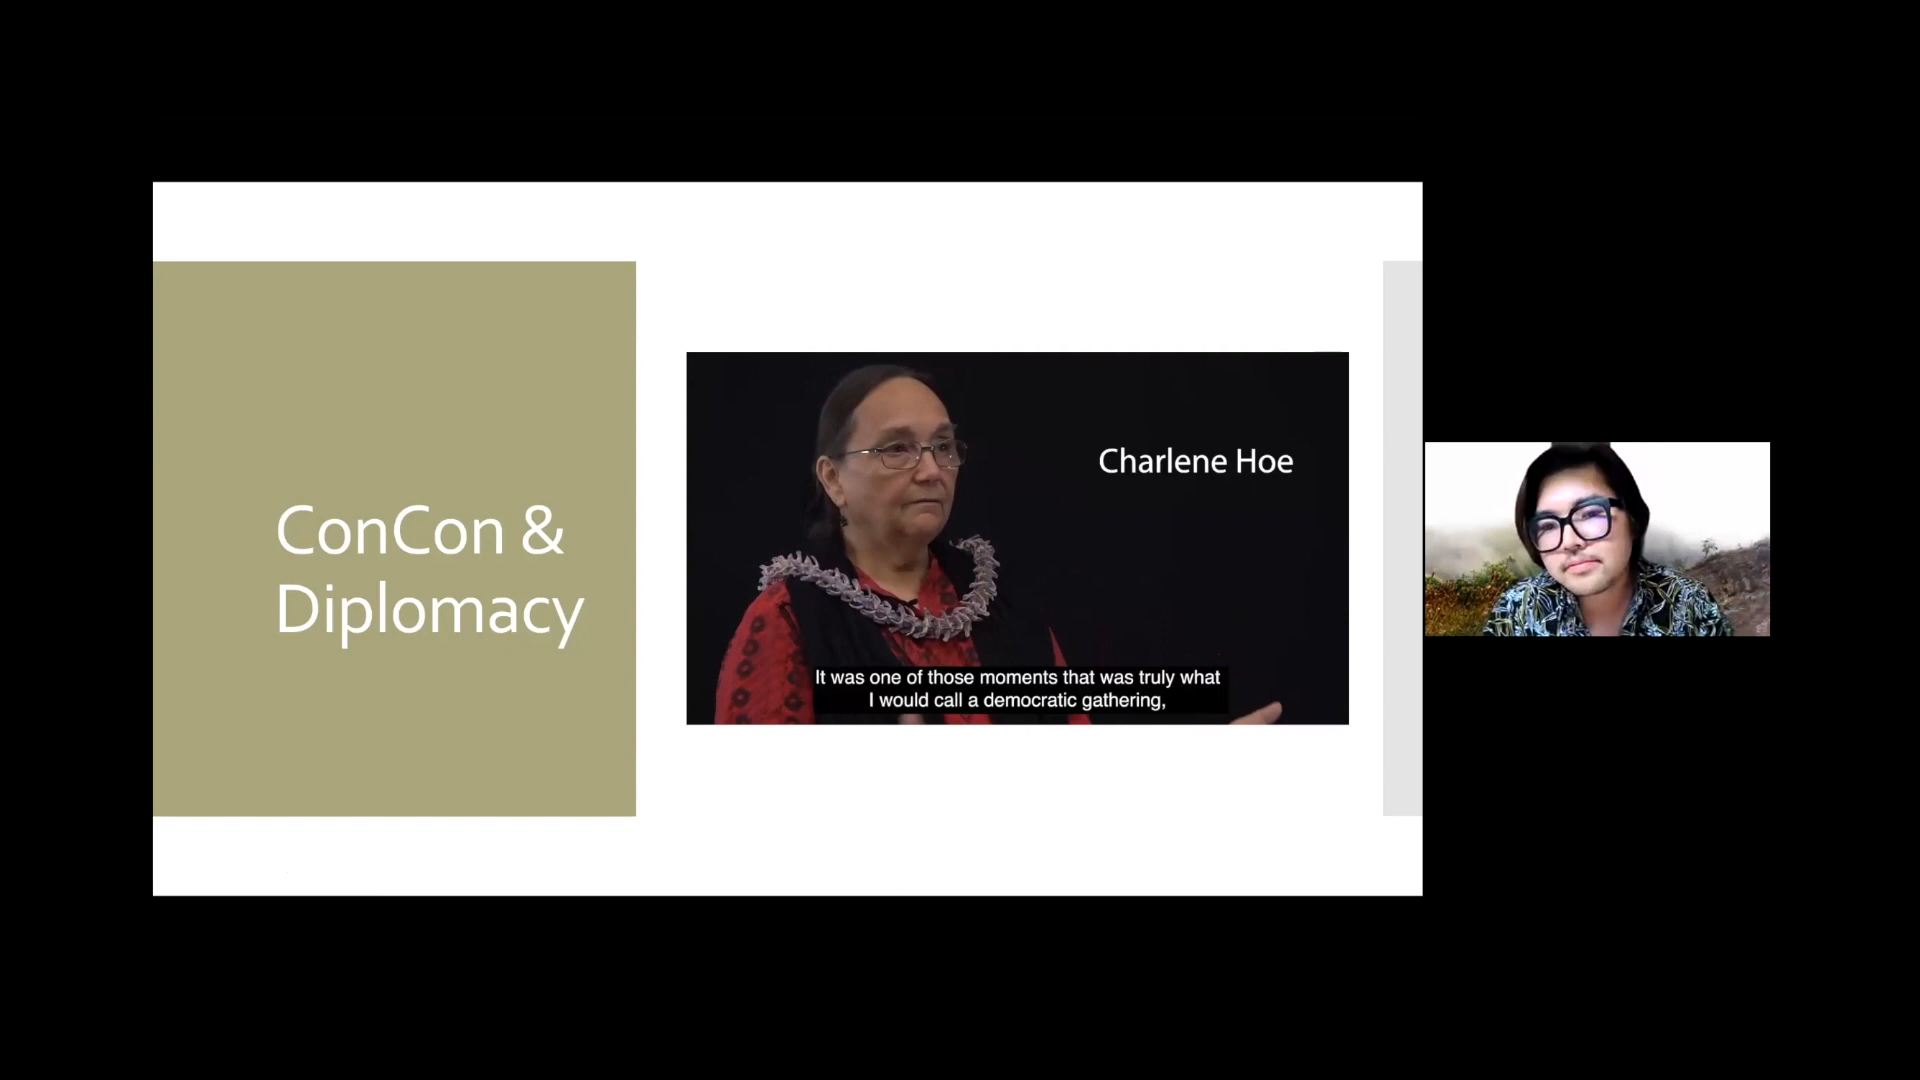 ConCon &
Diplomacy
Charlene Hoe
It was one of those moments that was truly what
I would call a democratic gathering,